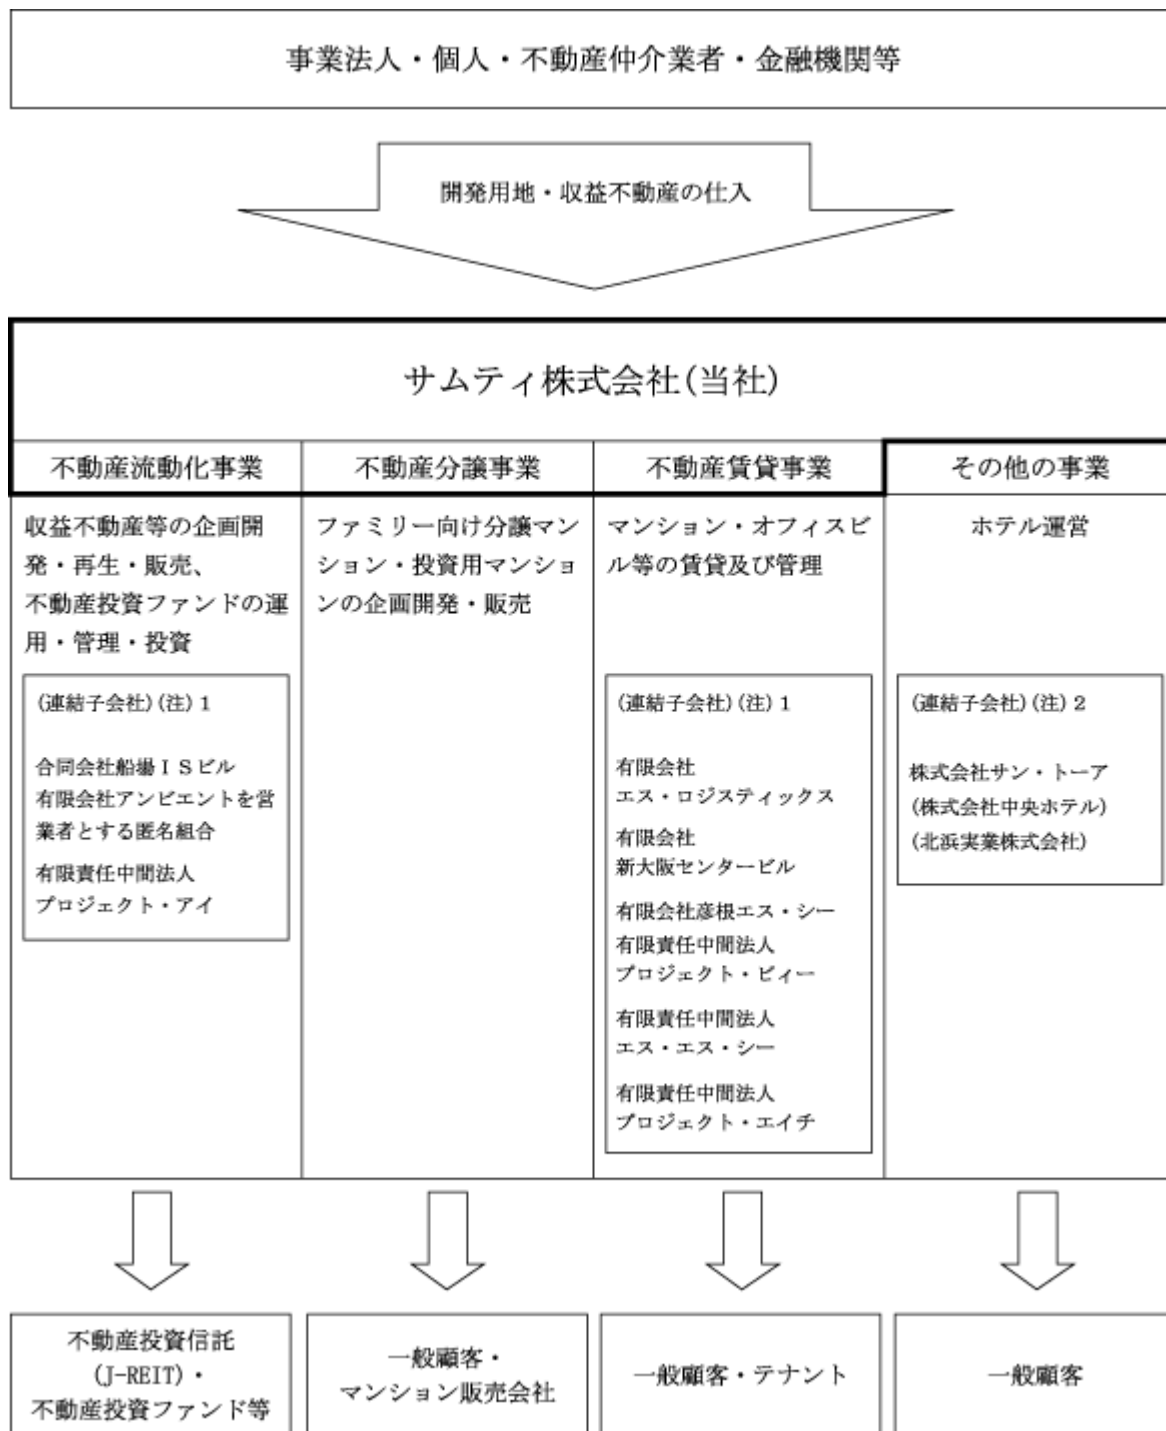 事業法人・個人・不動産仲介業者・金融機関等
開発用地・収益不動産の仕入
サムティ株式会社(当社)
不動産流動化事業
収益不動産等の企画開
発・再生・販売、
不動産投資ファンドの運
用・管理・投資
(連結子会社)(注)1
合同会社船場ISビル
有限会社アンビエントを営
業者とする匿名組合
有限責任中間法人
プロジェクト・アイ
不動産分譲事業
ファミリー向け分譲マン
ション・投資用マンショ
ンの企画開発・販売
不動産賃貸事業
マンション・オフィスビ
ル等の賃貸及び管理
(連結子会社)(注)1
有限会社
エス・ロジスティックス
有限会社
新大阪センタービル
有限会社彦根エス・シー
有限責任中間法人
プロジェクト・ビィー
有限責任中間法人
エス・エス・シー
有限責任中間法人
プロジェクト・エイチ
その他の事業
ホテル運営
(連結子会社)(注)2
株式会社サン・トーア
(株式会社中央ホテル)
(北浜実業株式会社)
不動産投資信託
(J-REIT)・
不動産投資ファンド等
一般顧客・
マンション販売会社
一般顧客・テナント
一般顧客